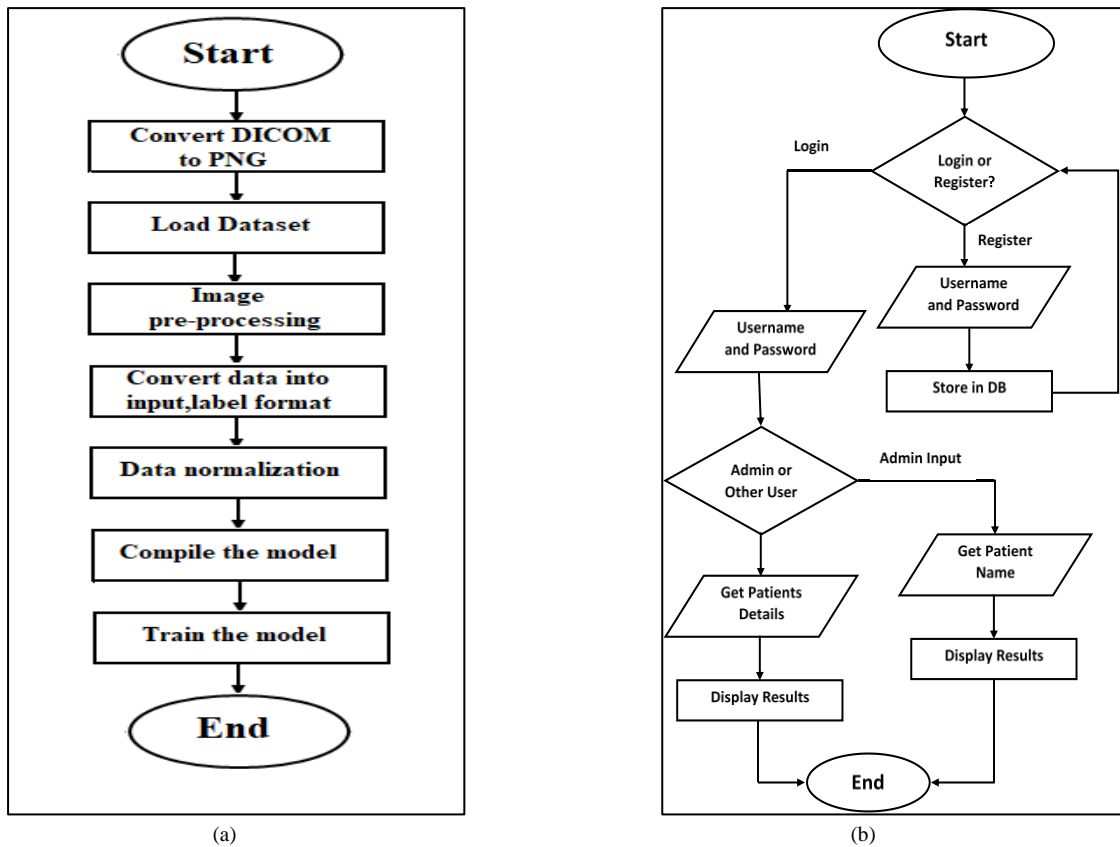 Start
Convert DICOM
to PNG
Load Dataset
Image
pre-processing
Convert data into
input,label format
Data normalization
Compile the model
Train the model
End
(a)
Start
Login or
Register?
Login
Register
Username
and Password
Store in DB
Username
and Password
Admin or
Other User
Admin Input
Get Patient
Name
Display Results
Get Patients
Details
Display Results
End
(b)